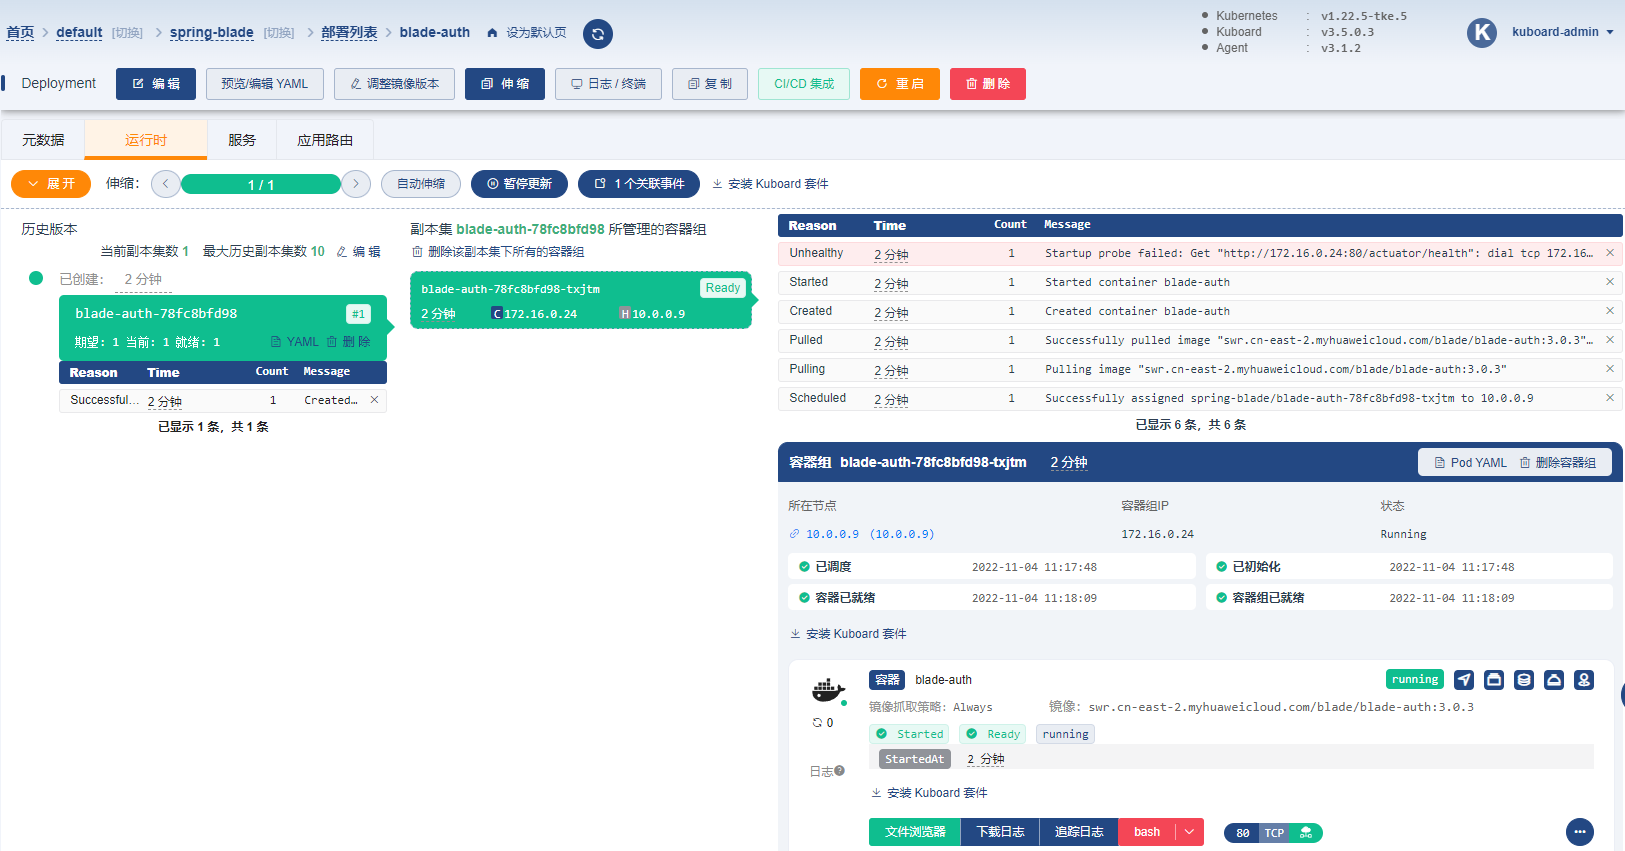 首页 > default [切换] > spring-blade [切换] > 部署列表 > blade-auth 设为默认页
Kubernetes : v1.22.5-tke.5
Kuboard : v3.5.0.3
Agent : v3.1.2
K kuboard-admin
Deployment 编 辑 预览/编辑 YAML 调整镜像版本 伸 缩 日志 / 终端 复 制 CI/CD 集成 重 启 删 除
元数据 运行时 服务 应用路由
展 开 伸缩: 1 / 1 自动伸缩 暂停更新 1 个关联事件 安装 Kuboard 套件
历史版本
当前副本集数 1 最大历史副本集数 10 编 辑
已创建: 2 分钟
blade-auth-78fc8bfd98 #1
期望: 1 当前: 1 就绪: 1 YAML 删 除
Reason Time Count Message
Successful... 2 分钟 1 Created...
已显示 1 条，共 1 条
副本集 blade-auth-78fc8bfd98 所管理的容器组
删除该副本集下所有的容器组
blade-auth-78fc8bfd98-txjtm Ready
2 分钟 C 172.16.0.24 H 10.0.0.9
Reason Time Count Message
Unhealthy 2 分钟 1 Startup probe failed: Get "http://172.16.0.24:80/actuator/health": dial tcp 172.16...
Started 2 分钟 1 Started container blade-auth
Created 2 分钟 1 Created container blade-auth
Pulled 2 分钟 1 Successfully pulled image "swr.cn-east-2.myhuaweicloud.com/blade/blade-auth:3.0.3"...
Pulling 2 分钟 1 Pulling image "swr.cn-east-2.myhuaweicloud.com/blade/blade-auth:3.0.3"
Scheduled 2 分钟 1 Successfully assigned spring-blade/blade-auth-78fc8bfd98-txjtm to 10.0.0.9
已显示 6 条，共 6 条
容器组 blade-auth-78fc8bfd98-txjtm 2 分钟 Pod YAML 删除容器组
所在节点 容器组IP 状态
10.0.0.9 (10.0.0.9) 172.16.0.24 Running
已调度 2022-11-04 11:17:48 已初始化 2022-11-04 11:17:48
容器已就绪 2022-11-04 11:18:09 容器组已就绪 2022-11-04 11:18:09
安装 Kuboard 套件
容器 blade-auth running
镜像抓取策略: Always 镜像: swr.cn-east-2.myhuaweicloud.com/blade/blade-auth:3.0.3
0
Started Ready running
StartedAt 2 分钟
日志
安装 Kuboard 套件
文件浏览器 下载日志 追踪日志 bash 80 TCP